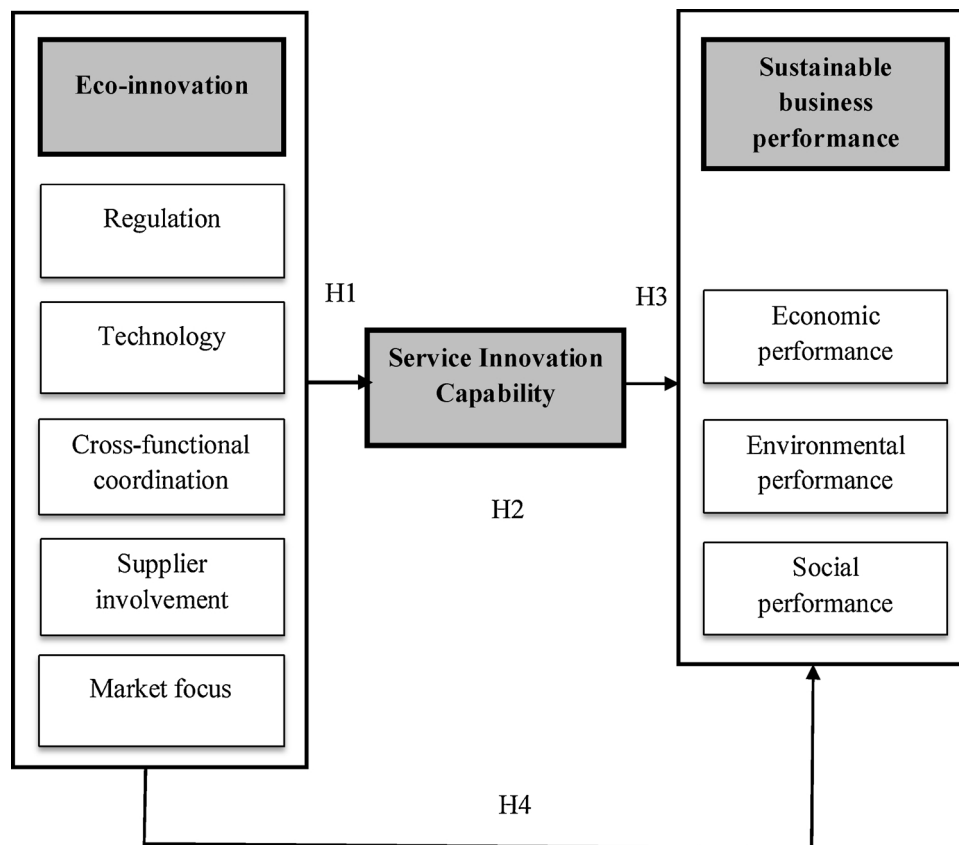 Eco-innovation
Regulation
Technology
Cross-functional
coordination
Supplier
involvement
Market focus
H1
Service Innovation
Capability
H2
H3
Sustainable
business
performance
Economic
performance
Environmental
performance
Social
performance
H4